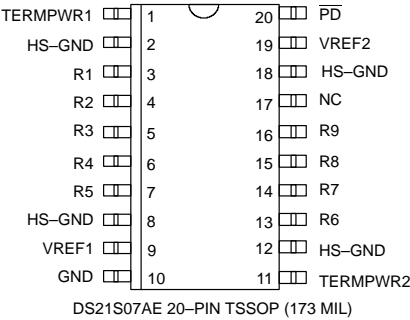 TERMPWR1 1 20 PD
HS–GND 2 19 VREF2
R1 3 18 HS–GND
R2 4 17 NC
R3 5 16 R9
R4 6 15 R8
R5 7 14 R7
HS–GND 8 13 R6
VREF1 9 12 HS–GND
GND 10 11 TERMPWR2
DS21S07AE 20–PIN TSSOP (173 MIL)